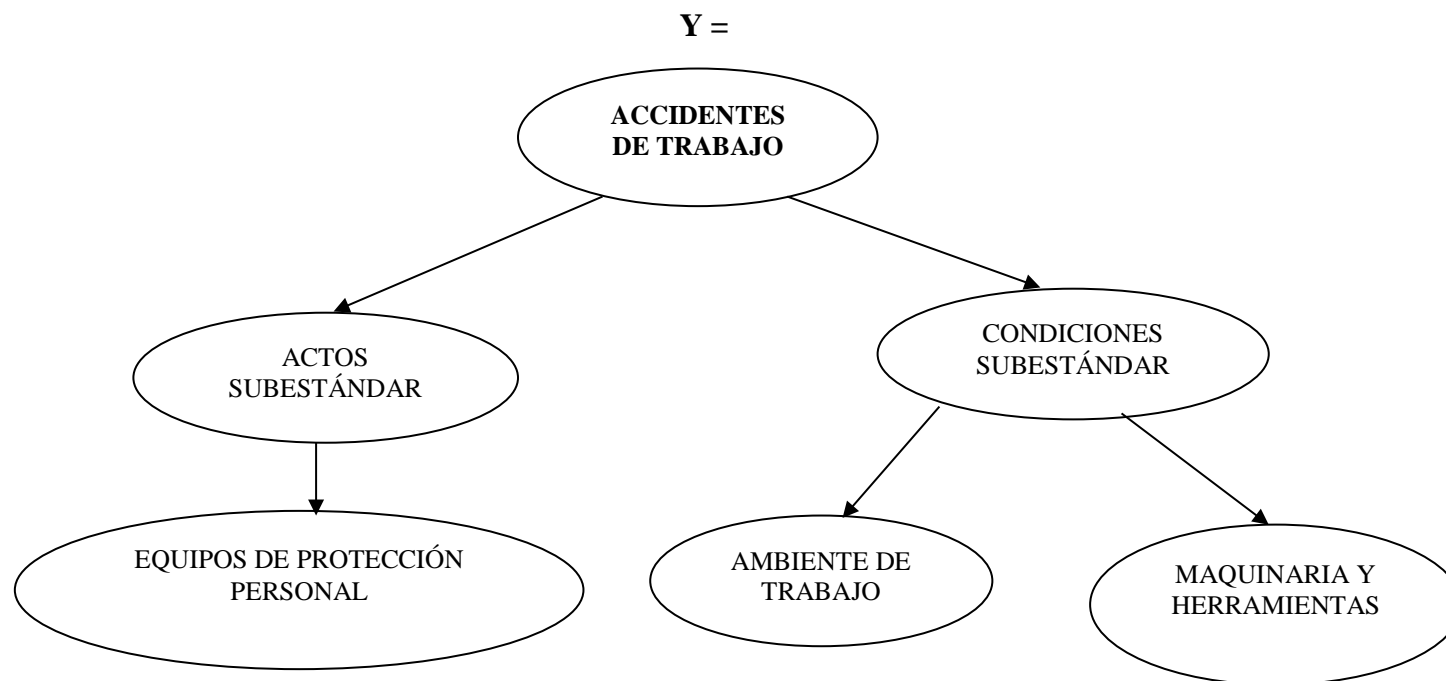 Y =
ACCIDENTES
DE TRABAJO
ACTOS
SUBESTÁNDAR
CONDICIONES
SUBESTÁNDAR
EQUIPOS DE PROTECCIÓN
PERSONAL
AMBIENTE DE
TRABAJO
MAQUINARIA Y
HERRAMIENTAS